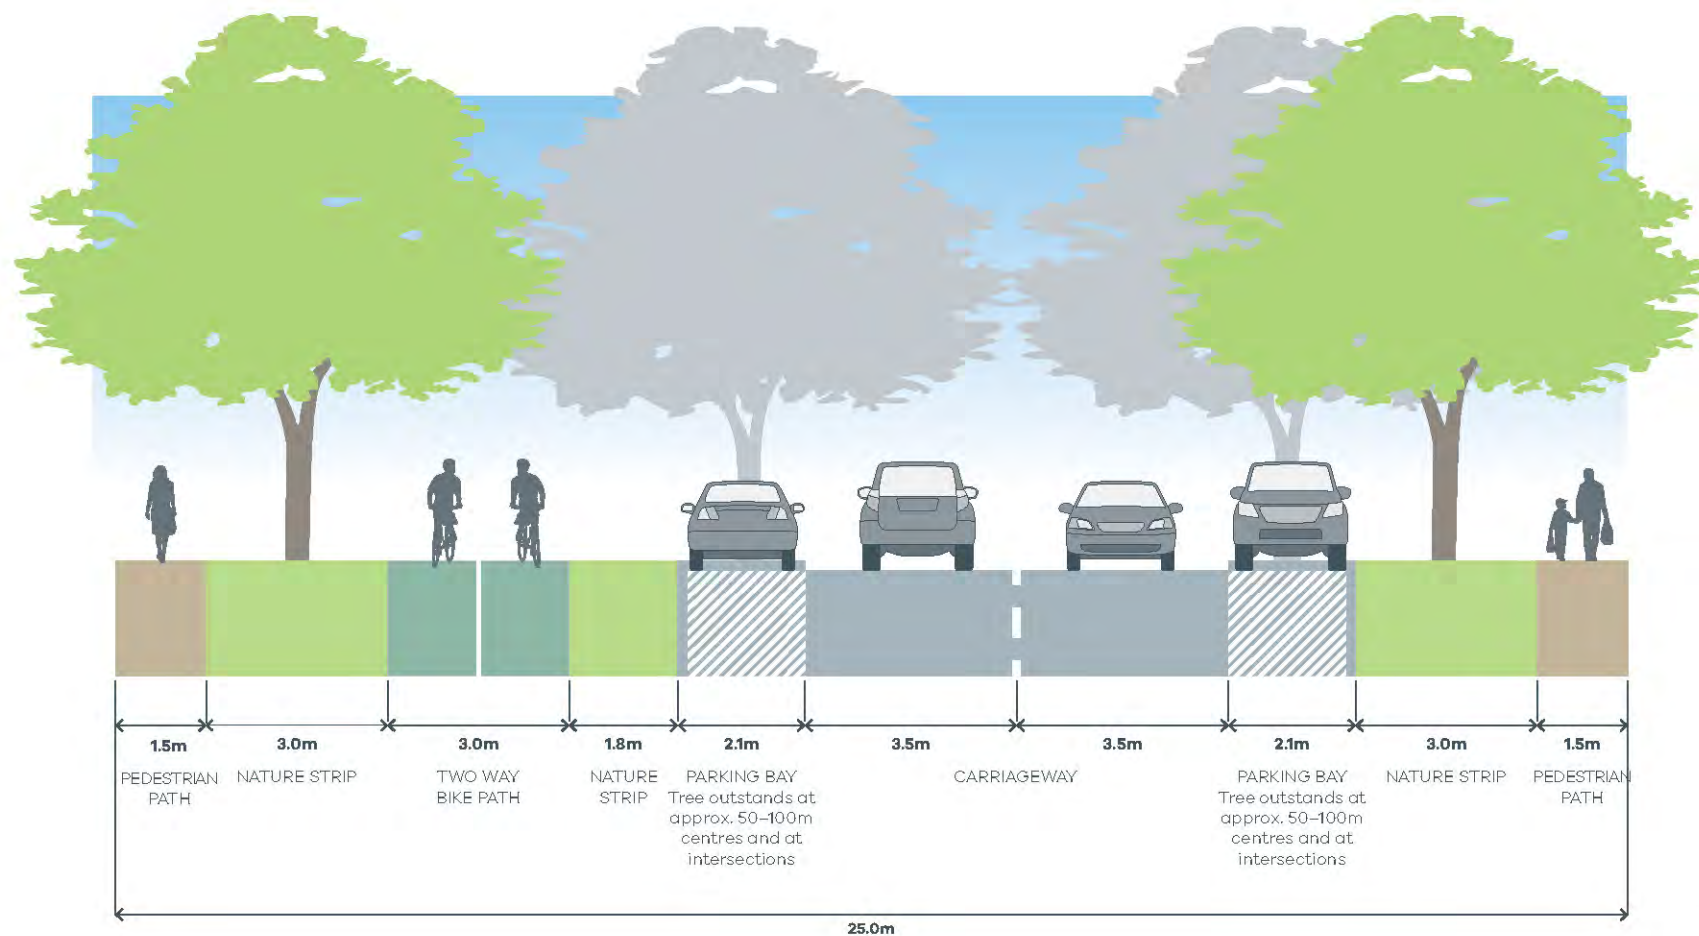 1.5m 3.0m 3.0m 1.8m 2.1m 3.5m 3.5m 2.1m 3.0m 1.5m
PEDESTRIAN
PATH
NATURE STRIP
TWO WAY
BIKE PATH
NATURE
STRIP
PARKING BAY
Tree outstands at
approx. 50–100m
centres and at
intersections
CARRIAGEWAY
PARKING BAY
Tree outstands at
approx. 50–100m
centres and at
intersections
NATURE STRIP
PEDESTRIAN
PATH
25.0m